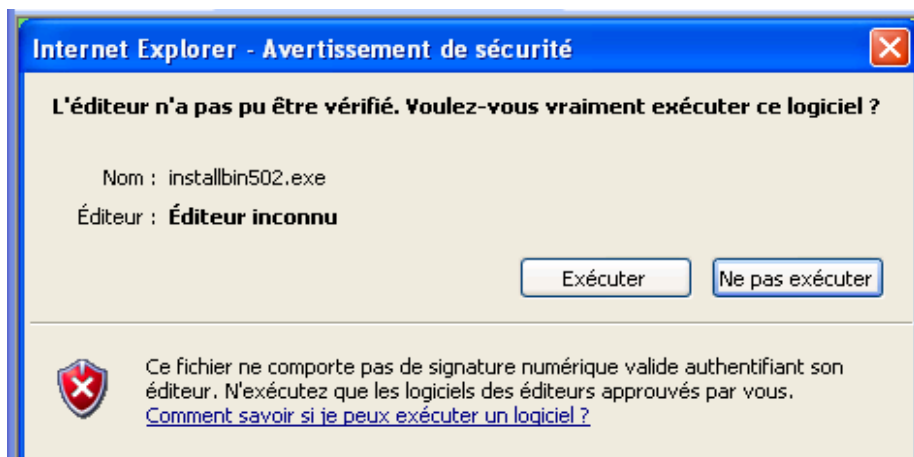 Internet Explorer - Avertissement de sécurité
L'éditeur n'a pas pu être vérifié. Voulez-vous vraiment exécuter ce logiciel ?
Nom : installbin502.exe
Éditeur : Éditeur inconnu
Exécuter Ne pas exécuter
Ce fichier ne comporte pas de signature numérique valide authentifiant son
éditeur. N'exécutez que les logiciels des éditeurs approuvés par vous.
Comment savoir si je peux exécuter un logiciel ?